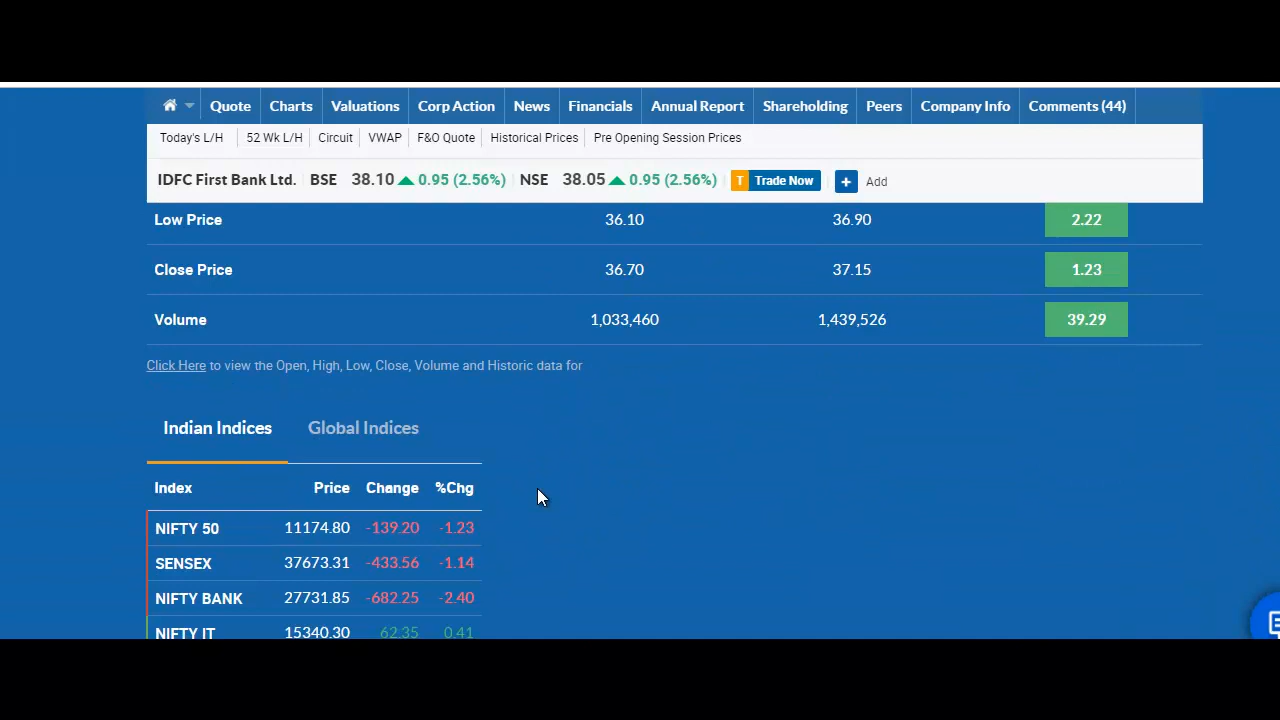 Quote Charts Valuations Corp Action News Financials Annual Report Shareholding Peers Company Info Comments (44)
Today's L/H 52 Wk L/H Circuit VWAP F&O Quote Historical Prices Pre Opening Session Prices
IDFC First Bank Ltd. BSE 38.10 0.95 (2.56%) NSE 38.05 0.95 (2.56%) T Trade Now + Add
Low Price 36.10 36.90 2.22
Close Price 36.70 37.15 1.23
Volume 1,033,460 1,439,526 39.29
Click Here to view the Open, High, Low, Close, Volume and Historic data for
Indian Indices Global Indices
Index Price Change %Chg
NIFTY 50 11174.80 -139.20 -1.23
SENSEX 37673.31 -433.56 -1.14
NIFTY BANK 27731.85 -682.25 -2.40
NIFTY IT 15340.30 62.35 0.41